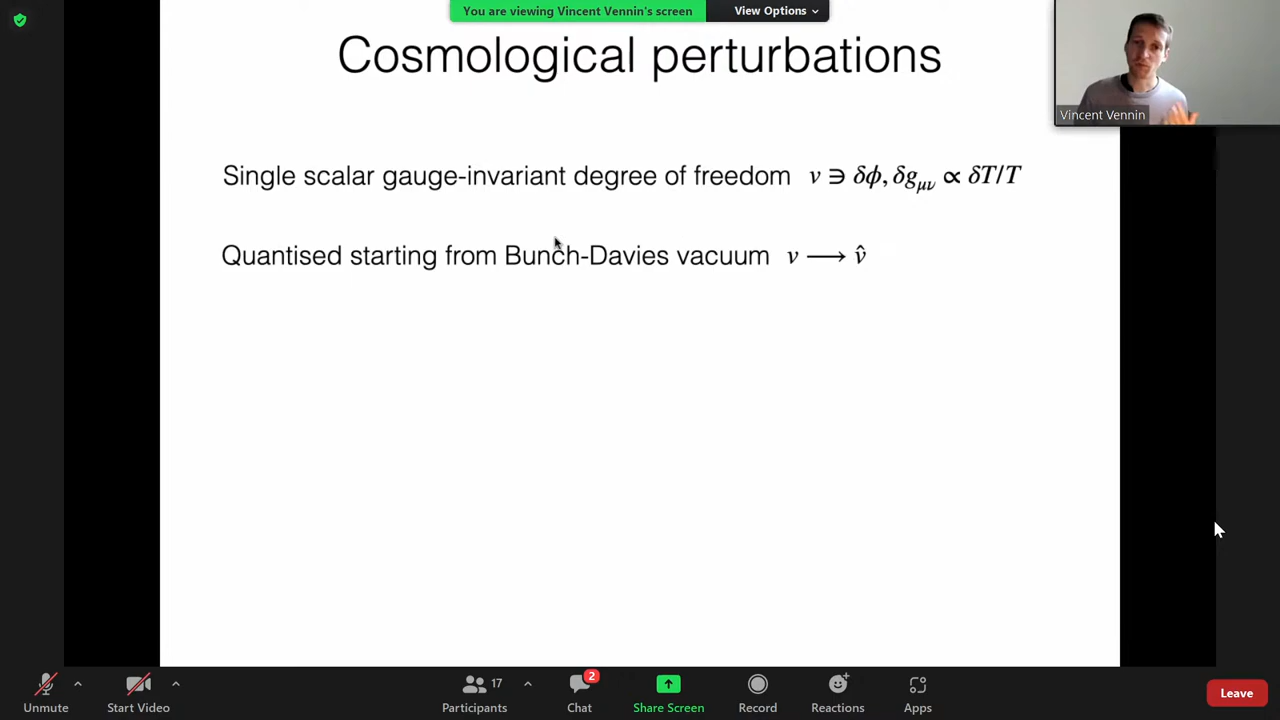 You are viewing Vincent Vennin's screen
View Options
Cosmological perturbations
Vincent Vennin
Single scalar gauge-invariant degree of freedom v ∋ δϕ, δg_μν ∝ δT/T
Quantised starting from Bunch-Davies vacuum v ⟶ v̂
17
2
Unmute
Start Video
Participants
Chat
Share Screen
Record
Reactions
Apps
Leave